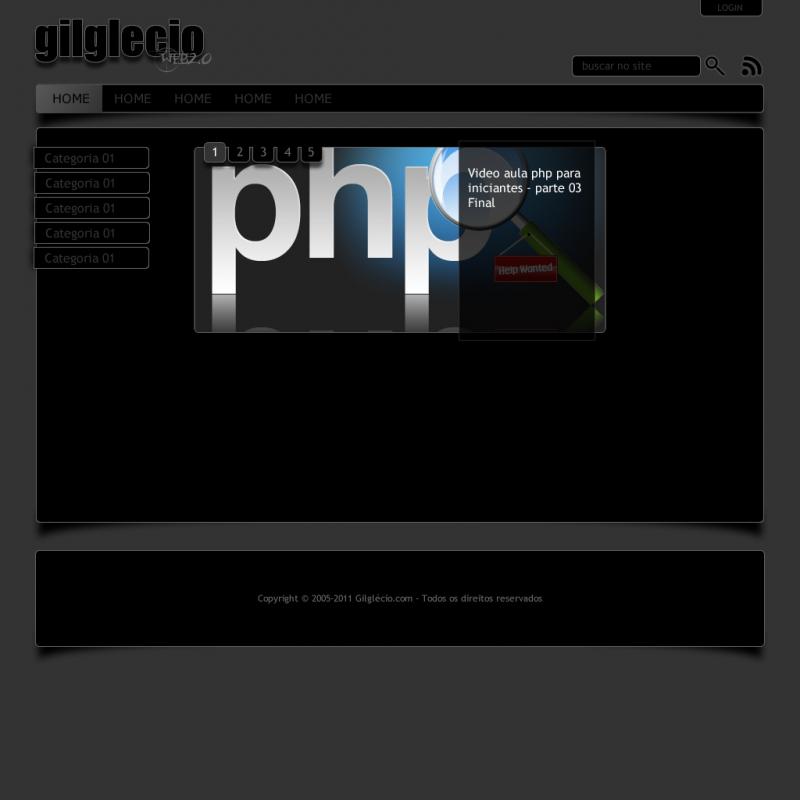 LOGIN
gilglecio
WEB2.0
buscar no site
HOME HOME HOME HOME HOME
1 2 3 4 5
Categoria 01
Categoria 01
Categoria 01
Categoria 01
Categoria 01
php
Video aula php para
iniciantes - parte 03
Final
Help Wanted
Copyright © 2005-2011 Gilglécio.com - Todos os direitos reservados